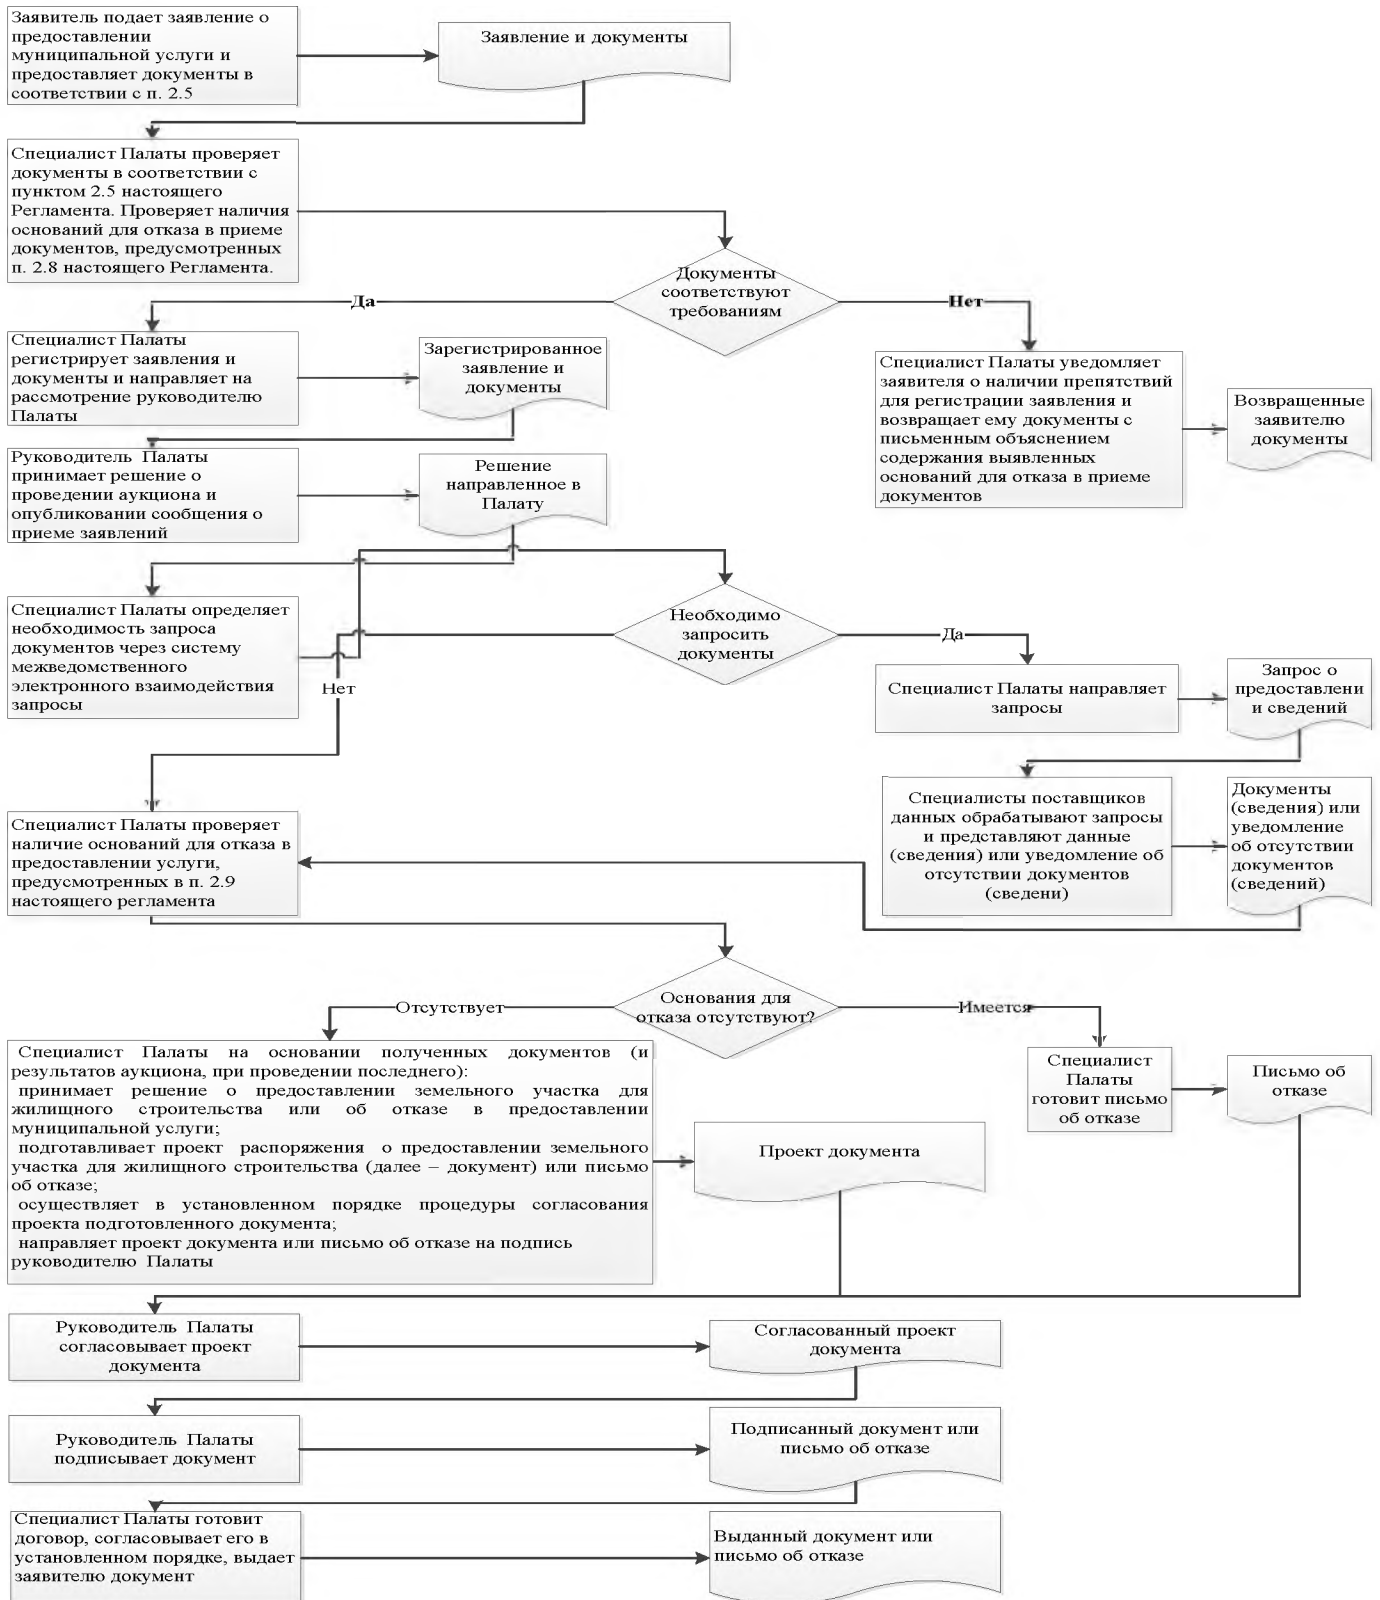 Заявитель подает заявление о
предоставлении
муниципальной услуги и
предоставляет документы в
соответствии с п. 2.5
Заявление и документы
Специалист Палаты проверяет
документы в соответствии с
пунктом 2.5 настоящего
Регламента. Проверяет наличия
оснований для отказа в приеме
документов, предусмотренных
п. 2.8 настоящего Регламента.
Документы
соответствуют
требованиям
Да
Нет
Специалист Палаты
регистрирует заявления и
документы и направляет на
рассмотрение руководителю
Палаты
Зарегистрированное
заявление и
документы
Специалист Палаты уведомляет
заявителя о наличии препятствий
для регистрации заявления и
возвращает ему документы с
письменным объяснением
содержания выявленных
оснований для отказа в приеме
документов
Возвращенные
заявителю
документы
Руководитель Палаты
принимает решение о
проведении аукциона и
опубликовании сообщения о
приеме заявлений
Решение
направленное в
Палату
Специалист Палаты определяет
необходимость запроса
документов через систему
межведомственного
электронного взаимодействия
запросы
Необходимо
запросить
документы
Да
Нет
Специалист Палаты направляет
запросы
Запрос о
предоставлени
и сведений
Специалисты поставщиков
данных обрабатывают запросы
и представляют данные
(сведения) или уведомление об
отсутствии документов
(сведени)
Документы
(сведения) или
уведомление
об отсутствии
документов
(сведений)
Специалист Палаты проверяет
наличие оснований для отказа в
предоставлении услуги,
предусмотренных в п. 2.9
настоящего регламента
Основания для
отказа отсутствуют?
Отсутствует
Имеется
Специалист Палаты на основании полученных документов (и
результатов аукциона, при проведении последнего):
принимает решение о предоставлении земельного участка для
жилищного строительства или об отказе в предоставлении
муниципальной услуги;
подготавливает проект распоряжения о предоставлении земельного
участка для жилищного строительства (далее – документ) или письмо
об отказе;
осуществляет в установленном порядке процедуры согласования
проекта подготовленного документа;
направляет проект документа или письмо об отказе на подпись
руководителю Палаты
Проект документа
Специалист
Палаты
готовит письмо
об отказе
Письмо об
отказе
Руководитель Палаты
согласовывает проект
документа
Согласованный проект
документа
Руководитель Палаты
подписывает документ
Подписанный документ или
письмо об отказе
Специалист Палаты готовит
договор, согласовывает его в
установленном порядке, выдает
заявителю документ
Выданный документ или
письмо об отказе